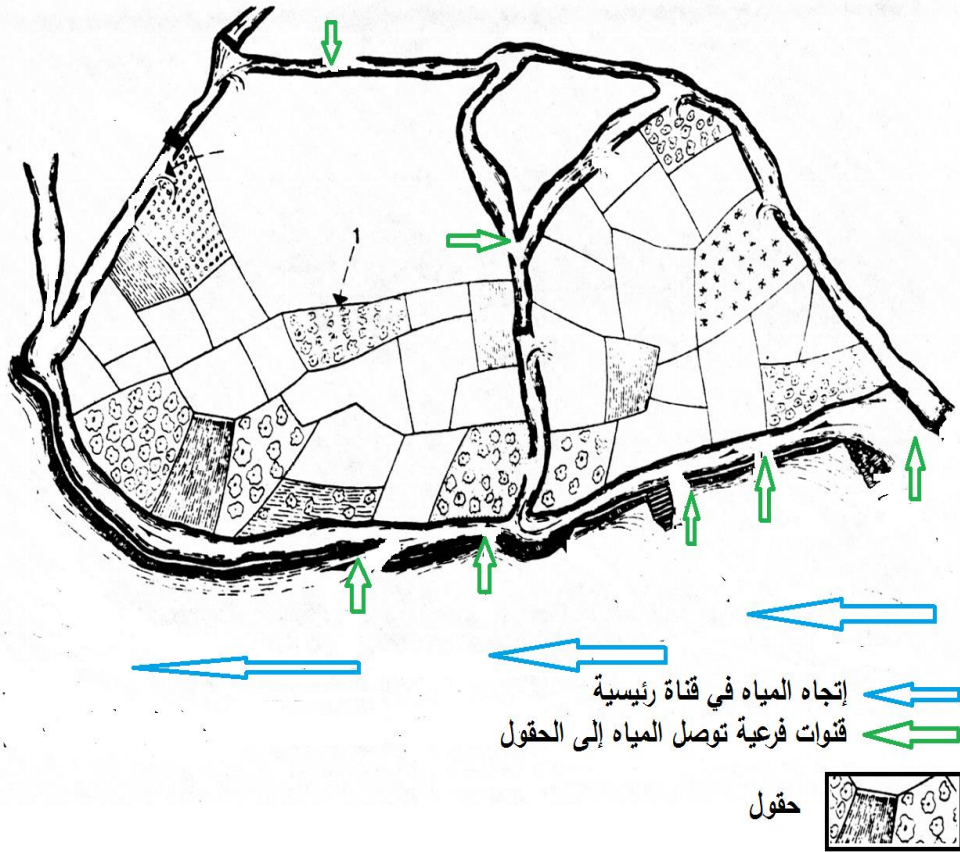 1
إتجاه المياه في قناة رئيسية
قنوات فرعية توصل المياه إلى الحقول
حقول